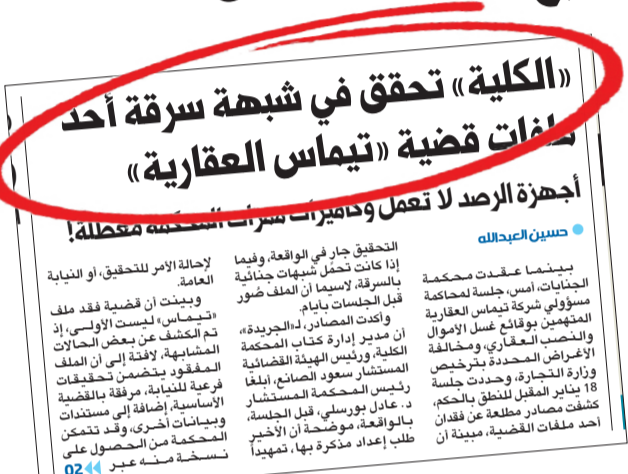 «الكلية» تحقق في شبهة سرقة أحد
ملفات قضية «تيماس العقارية»
أجهزة الرصد لا تعمل وكاميرات ممرات المحكمة معطلة!
حسين العبدالله
بينما عقدت محكمة
الجنايات، أمس، جلسة لمحاكمة
مسؤولي شركة تيماس العقارية
المتهمين بوقائع غسل الأموال
والنصب العقاري، ومخالفة
الأغراض المحددة بترخيص
وزارة التجارة، وحددت جلسة
18 يناير المقبل للنطق بالحكم،
كشفت مصادر مطلعة عن فقدان
أحد ملفات القضية، مبينة أن
التحقيق جار في الواقعة، وفيما
إذا كانت تحمل شبهات جنائية
بالسرقة، لاسيما أن الملف صُور
قبل الجلسات بأيام.
وأكدت المصادر، لـ«الجريدة»،
أن مدير إدارة كتاب المحكمة
الكلية، ورئيس الهيئة القضائية
المستشار سعود الصانع، أبلغا
رئيس المحكمة المستشار
د. عادل بورسلي، قبل الجلسة،
بالواقعة، موضحة أن الأخير
طلب إعداد مذكرة بها، تمهيداً
لإحالة الأمر للتحقيق، أو النيابة
العامة.
وبينت أن قضية فقد ملف
«تيماس» ليست الأولى، إذ
تم الكشف عن بعض الحالات
المشابهة، لافتة إلى أن الملف
المفقود يتضمن تحقيقات
فرعية للنيابة، مرفقة بالقضية
الأساسية، إضافة إلى مستندات
وبيانات أخرى، وقد تتمكن
المحكمة من الحصول على
نسخة منه عبر 02